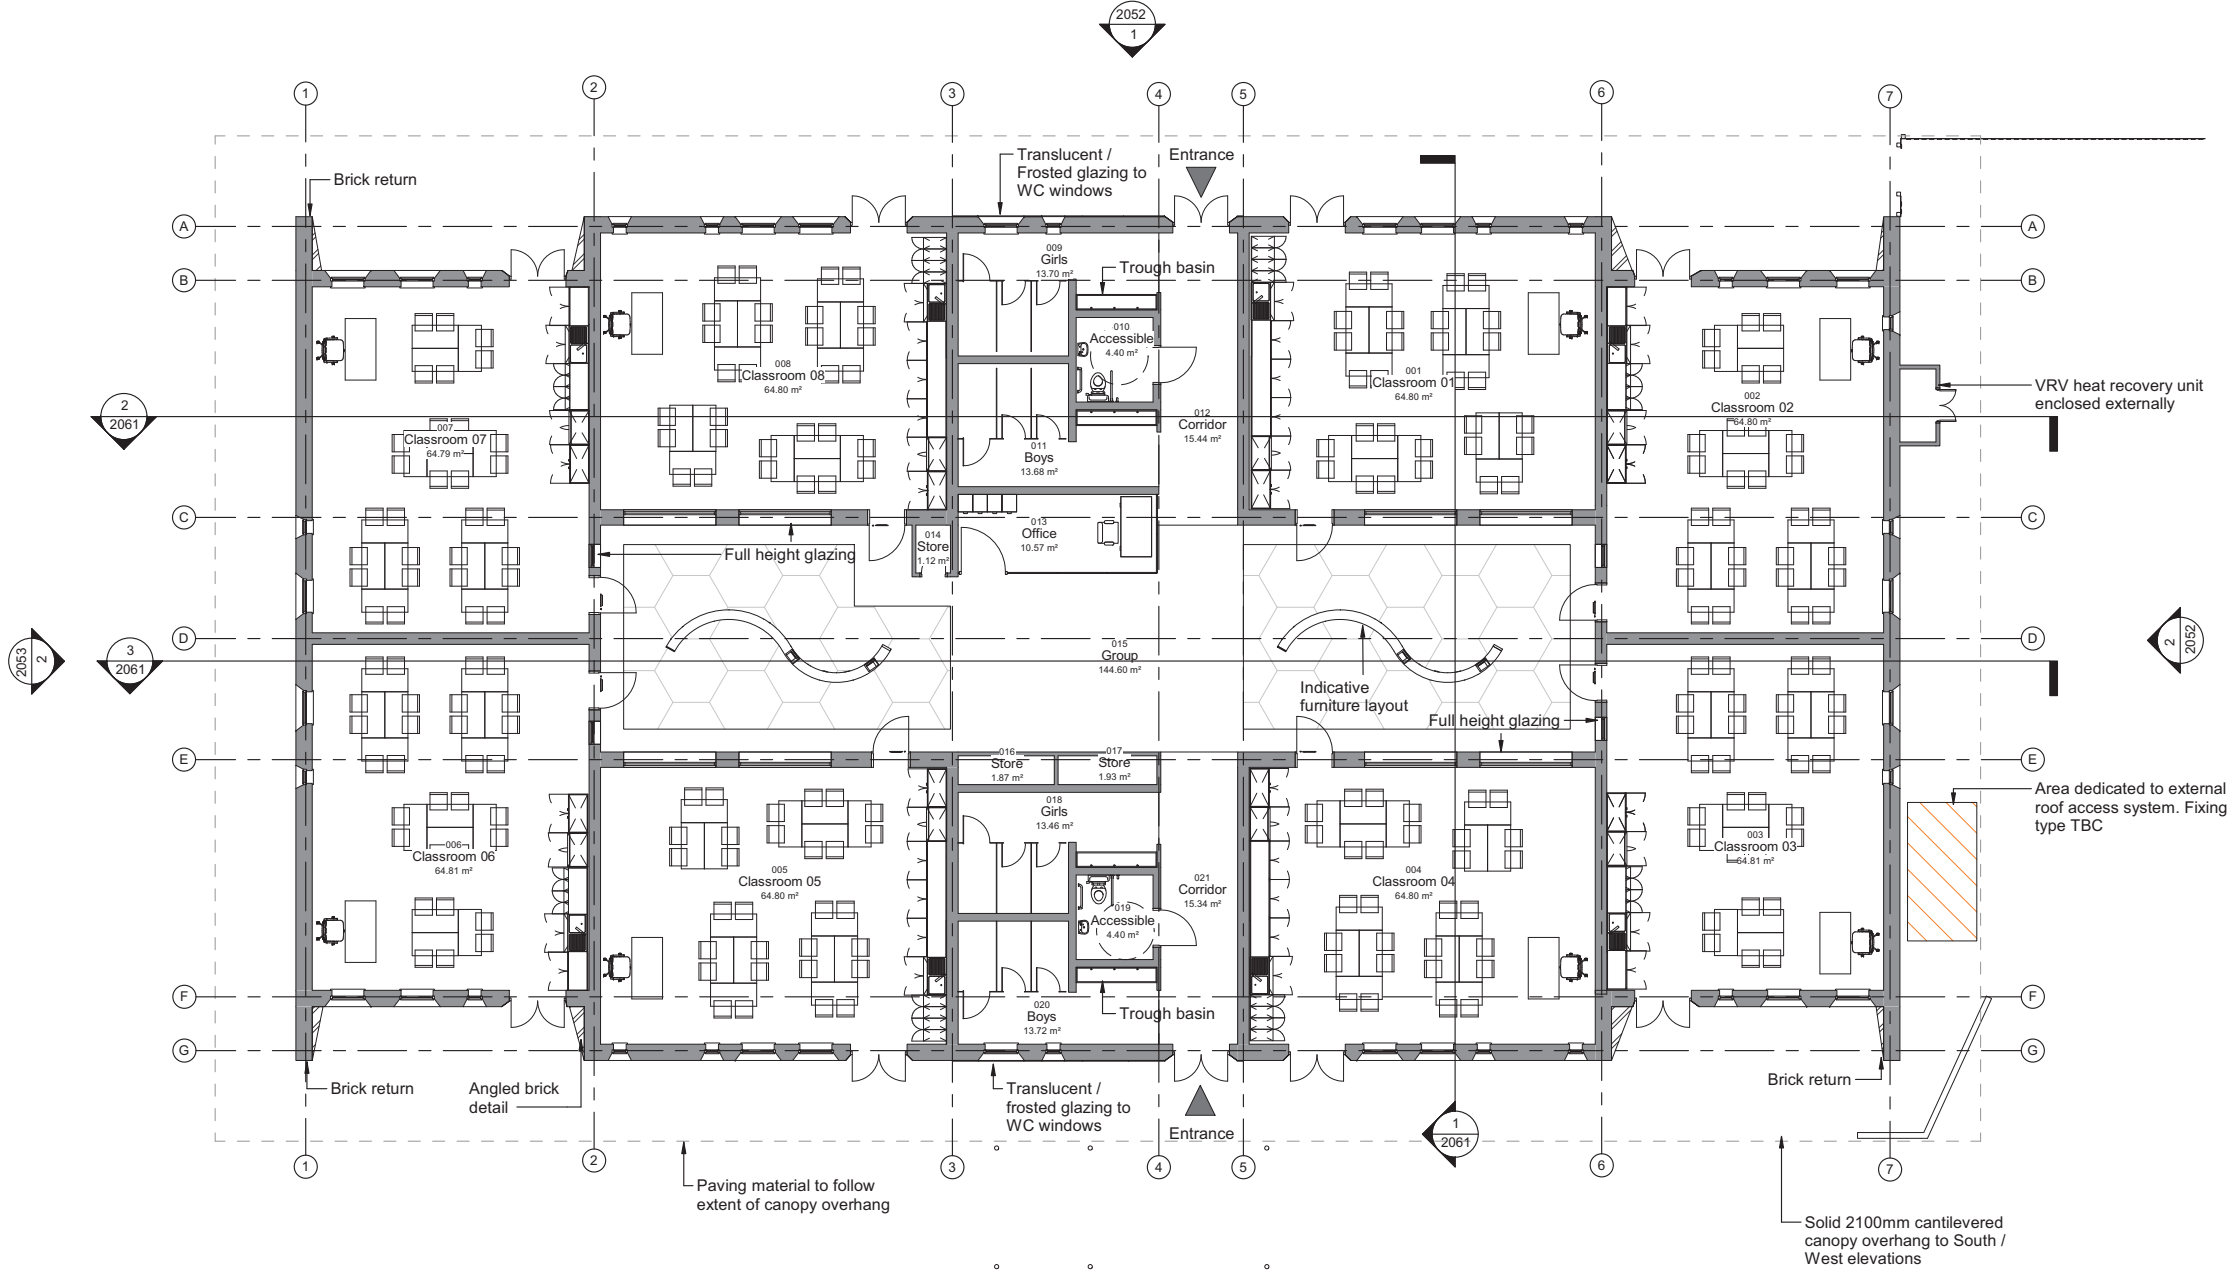 2052
1
1
2
3
4
5
6
7
Translucent /
Frosted glazing to
WC windows
Entrance
Brick return
A
A
B
B
009
Girls
13.70 m²
Trough basin
010
Accessible
4.40 m²
008
Classroom 08
64.80 m²
001
Classroom 01
64.80 m²
VRV heat recovery unit
enclosed externally
002
Classroom 02
64.80 m²
2
2061
007
Classroom 07
64.79 m²
012
Corridor
15.44 m²
011
Boys
13.68 m²
C
C
013
Office
10.57 m²
014
Store
1.12 m²
Full height glazing
D
D
2053
2
3
2061
015
Group
144.60 m²
2
2052
Indicative
furniture layout
Full height glazing
E
E
016
Store
1.87 m²
017
Store
1.93 m²
Area dedicated to external
roof access system. Fixing
type TBC
018
Girls
13.46 m²
006
Classroom 06
64.81 m²
005
Classroom 05
64.80 m²
021
Corridor
15.34 m²
004
Classroom 04
64.80 m²
003
Classroom 03
64.81 m²
019
Accessible
4.40 m²
F
F
020
Boys
13.72 m²
Trough basin
G
G
Brick return
Angled brick
detail
Translucent /
frosted glazing to
WC windows
Entrance
Brick return
1
2061
1
2
3
4
5
6
7
Paving material to follow
extent of canopy overhang
Solid 2100mm cantilevered
canopy overhang to South /
West elevations